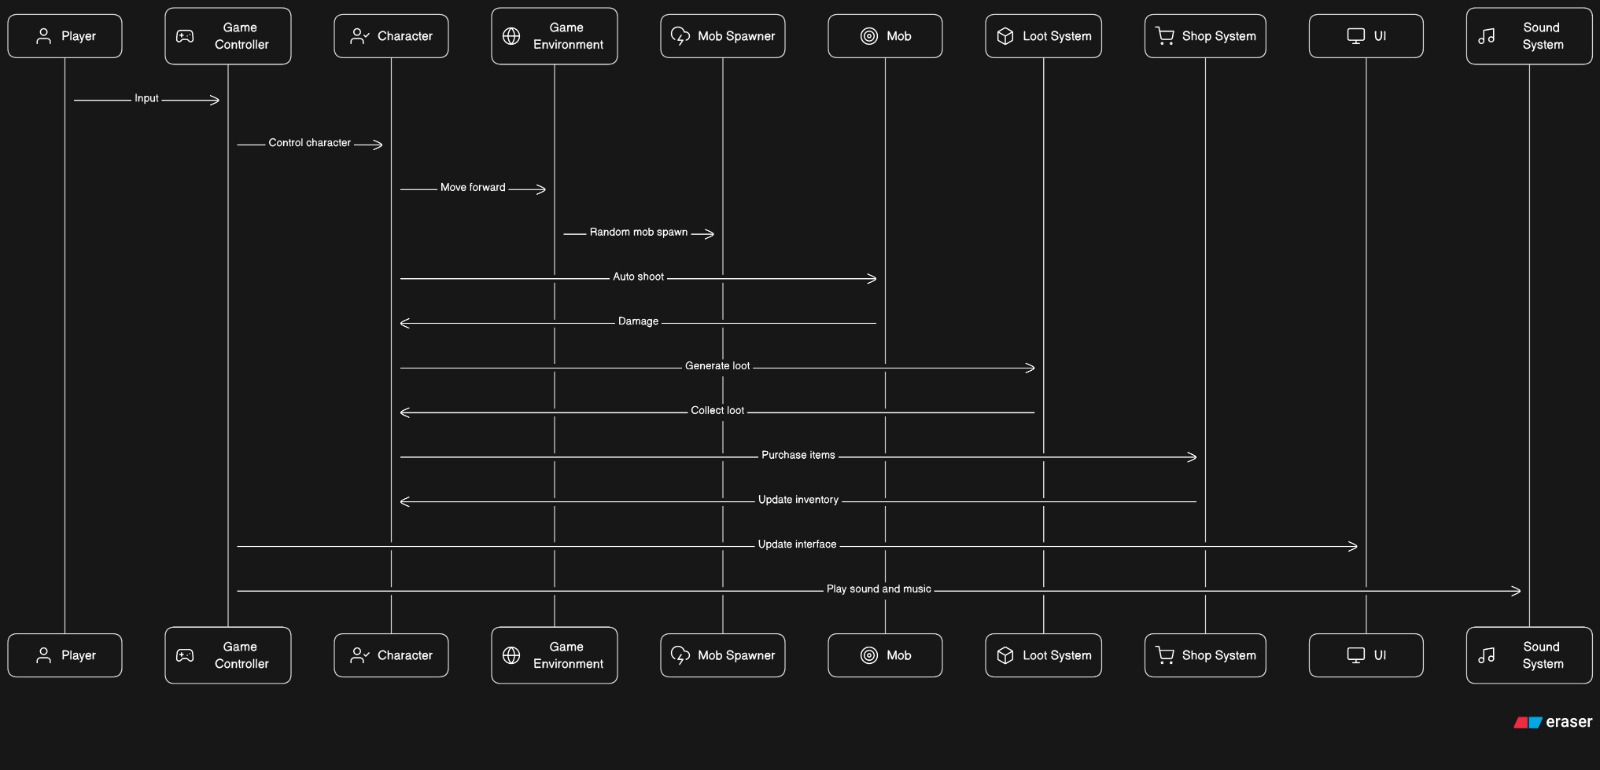 Player
Game
Controller
Character
Game
Environment
Mob Spawner
Mob
Loot System
Shop System
UI
Sound
System
Input
Control character
Move forward
Random mob spawn
Auto shoot
Damage
Generate loot
Collect loot
Purchase items
Update inventory
Update interface
Play sound and music
Player
Game
Controller
Character
Game
Environment
Mob Spawner
Mob
Loot System
Shop System
UI
Sound
System
eraser